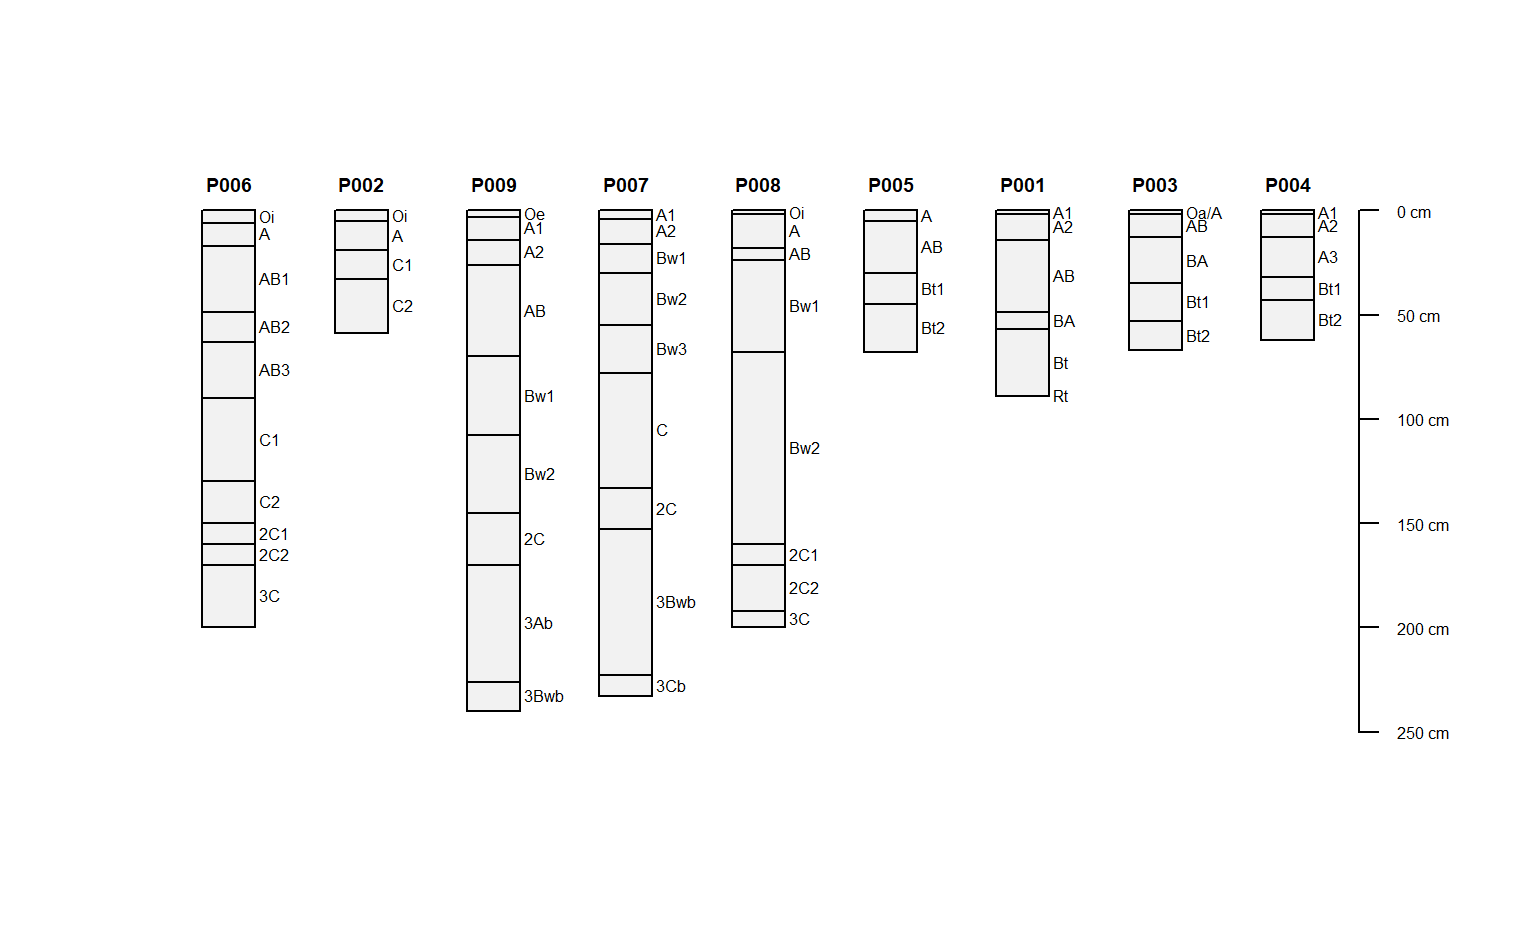 P006 P002 P009 P007 P008 P005 P001 P003 P004
Oi
A
AB1
AB2
AB3
C1
C2
2C1
2C2
3C
Oi
A
C1
C2
Oe
A1
A2
AB
Bw1
Bw2
2C
3Ab
3Bwb
A1
A2
Bw1
Bw2
Bw3
C
2C
3Bwb
3Cb
Oi
A
AB
Bw1
Bw2
2C1
2C2
3C
A
AB
Bt1
Bt2
A1
A2
AB
BA
Bt
Rt
Oa/A
AB
BA
Bt1
Bt2
A1
A2
A3
Bt1
Bt2
0 cm
50 cm
100 cm
150 cm
200 cm
250 cm